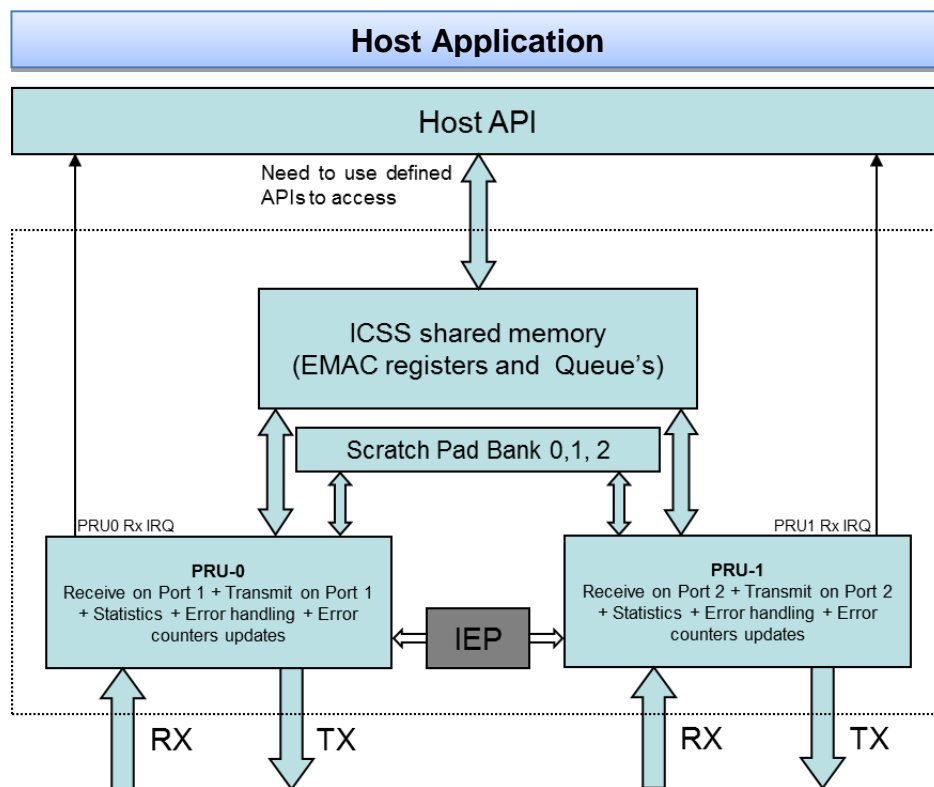 Host Application
Host API
Need to use defined
APIs to access
ICSS shared memory
(EMAC registers and Queue's)
Scratch Pad Bank 0,1, 2
PRU0 Rx IRQ
PRU1 Rx IRQ
PRU-0
Receive on Port 1 + Transmit on Port 1
+ Statistics + Error handling + Error
counters updates
PRU-1
Receive on Port 2 + Transmit on Port 2
+ Statistics + Error handling + Error
counters updates
IEP
RX
TX
RX
TX